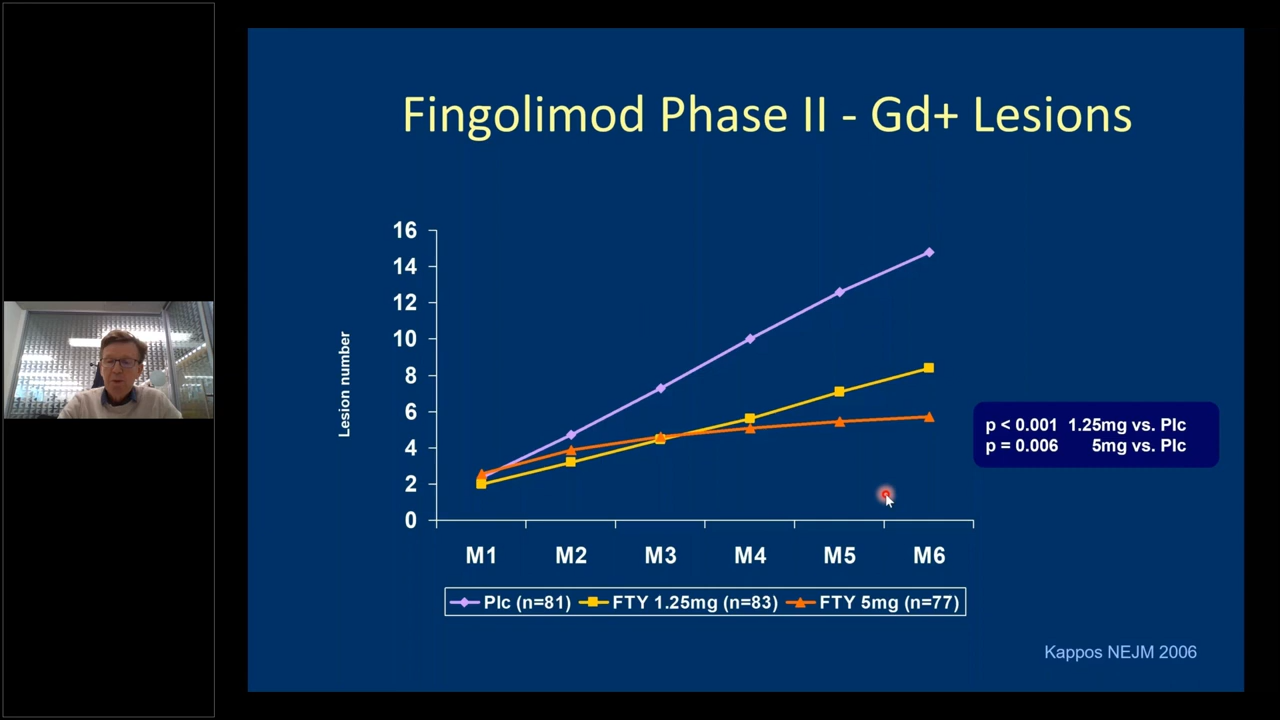 Fingolimod Phase II - Gd+ Lesions
16
14
12
10
8
6
4
2
0
Lesion number
M1 M2 M3 M4 M5 M6
Plc (n=81) FTY 1.25mg (n=83) FTY 5mg (n=77)
p < 0.001 1.25mg vs. Plc
p = 0.006 5mg vs. Plc
Kappos NEJM 2006